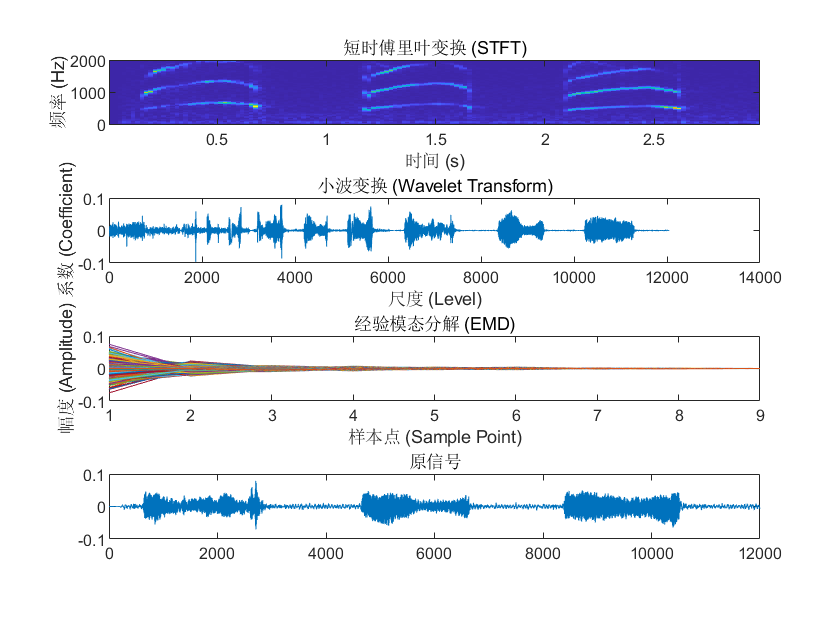 短时傅里叶变换 (STFT)
频率 (Hz)
2000
1000
0
0.5 1 1.5 2 2.5
时间 (s)
小波变换 (Wavelet Transform)
系数 (Coefficient)
0.1
0
-0.1
0 2000 4000 6000 8000 10000 12000 14000
尺度 (Level)
经验模态分解 (EMD)
幅度 (Amplitude)
0.1
0
-0.1
1 2 3 4 5 6 7 8 9
样本点 (Sample Point)
原信号
0.1
0
-0.1
0 2000 4000 6000 8000 10000 12000